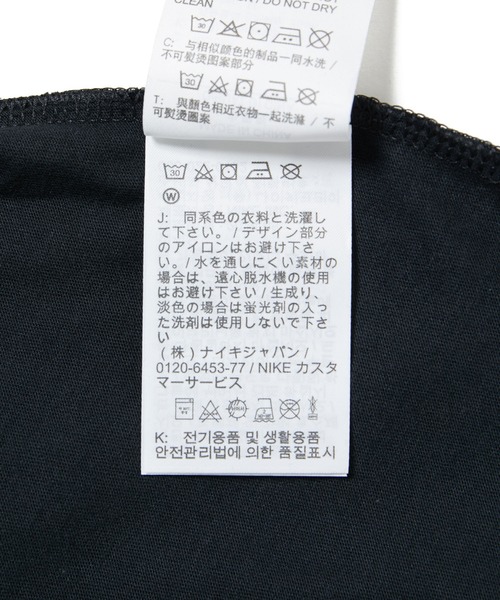 DO NOT DRY
CLEAN
C: 与相似颜色的制品一同水洗 /
不可熨烫图案部分
30
T: 與顏色相近衣物一起洗滌 / 不
可熨燙圖案
30
W
J: 同系色の衣料と洗濯し
て下さい。/ デザイン部分
のアイロンはお避け下さ
い。/ 水を通しにくい素材の
場合は、遠心脱水機の使用
はお避け下さい / 生成り、
淡色の場合は蛍光剤の入っ
た洗剤は使用しないで下さ
い
(株) ナイキジャパン /
0120-6453-77 / NIKE カスタ
マーサービス
K: 전기용품 및 생활용품
안전관리법에 의한 품질표시